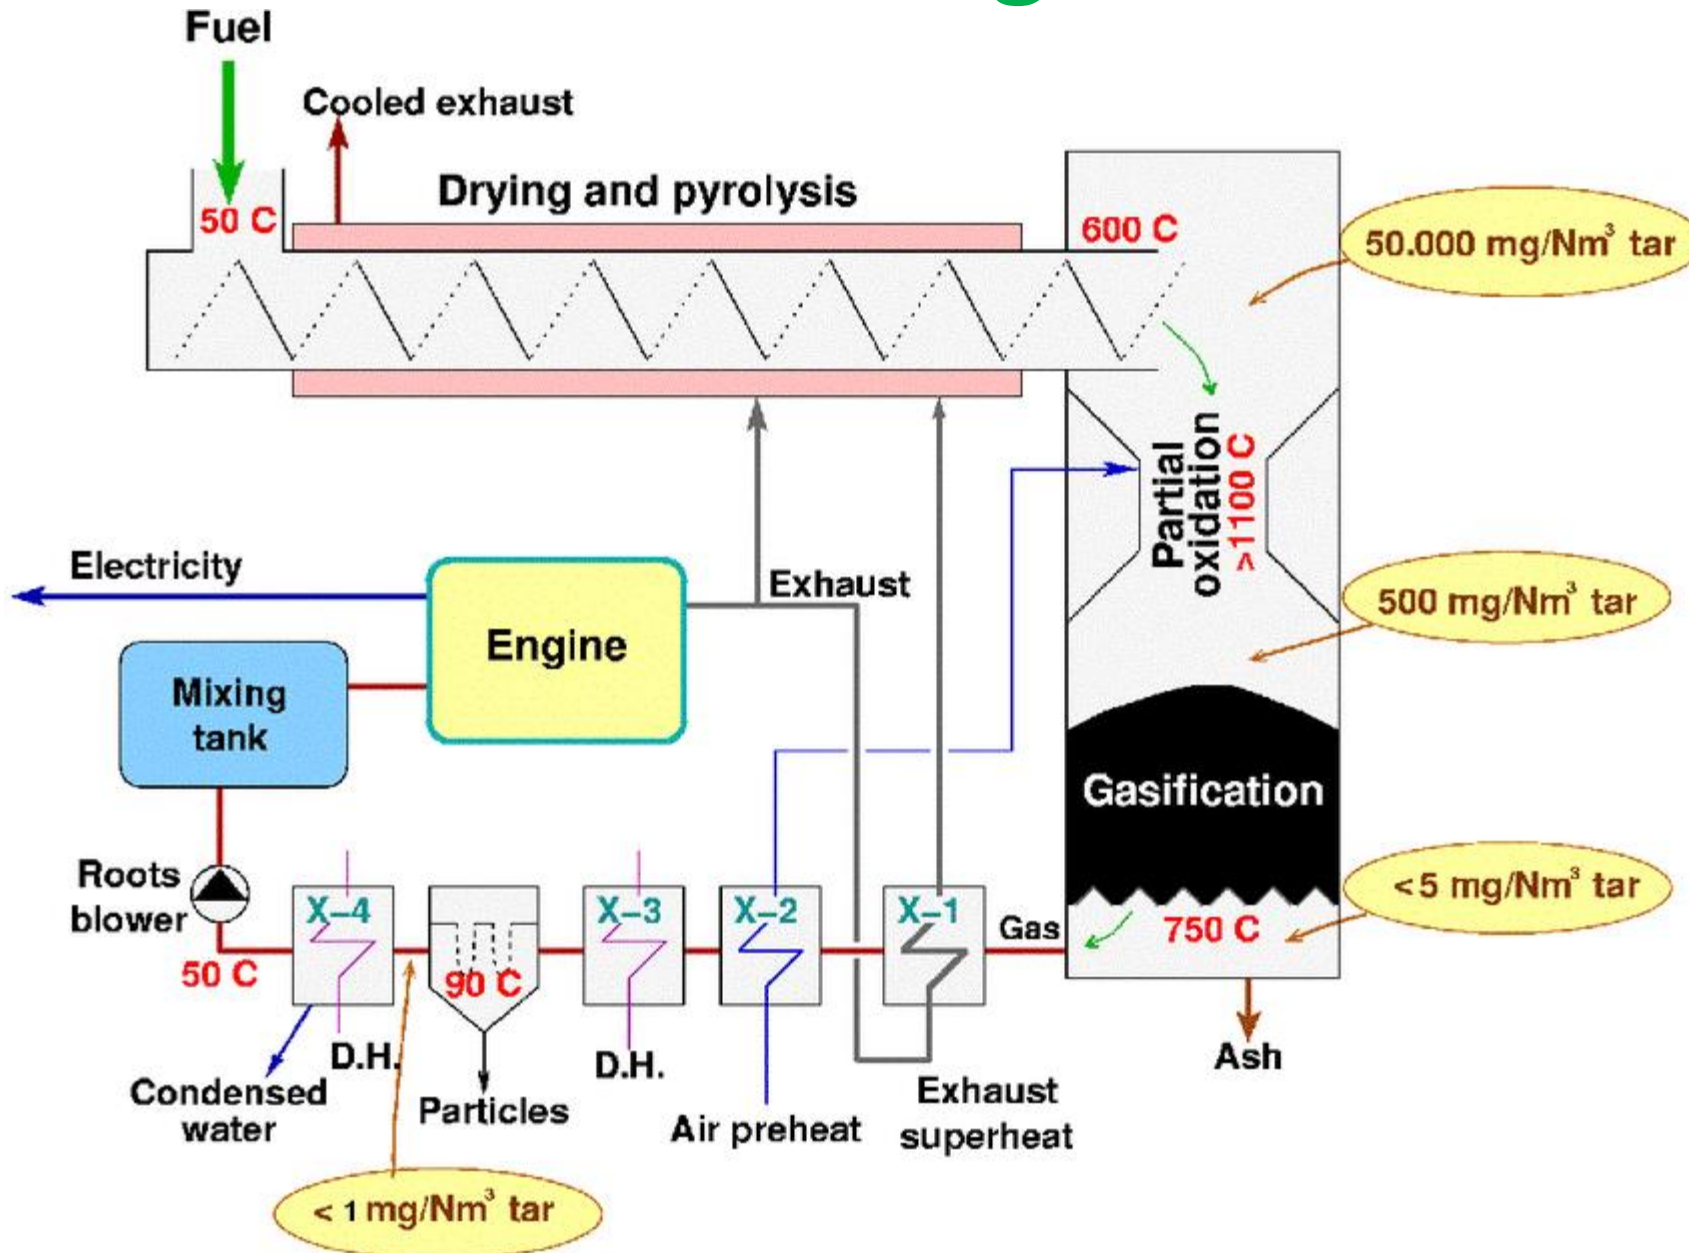 Fuel
Cooled exhaust
Drying and pyrolysis
50 C
600 C
50.000 mg/Nm³ tar
Partial
oxidation
>1100 C
Electricity
Exhaust
Engine
500 mg/Nm³ tar
Mixing
tank
Gasification
Roots
blower
X-4
X-3
X-2
X-1
Gas
750 C
<5 mg/Nm³ tar
50 C
90 C
D.H.
D.H.
Ash
Condensed
water
Particles
Air preheat
Exhaust
superheat
< 1 mg/Nm³ tar